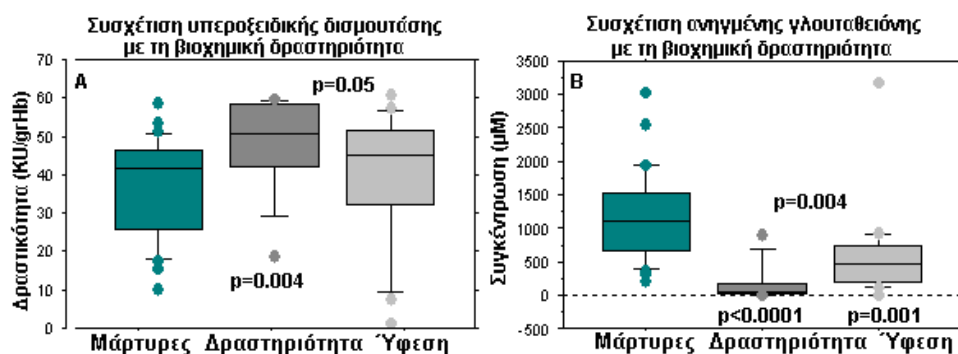 Συσχέτιση υπεροξειδικής δισμουτάσης
με τη βιοχημική δραστηριότητα
A
p=0.05
p=0.004
Δραστικότητα (KU/grHb)
70
60
50
40
30
20
10
0
Μάρτυρες Δραστηριότητα Ύφεση
Συσχέτιση ανηγμένης γλουταθειόνης
με τη βιοχημική δραστηριότητα
B
p=0.004
p<0.0001 p=0.001
Συγκέντρωση (μM)
3500
3000
2500
2000
1500
1000
500
0
-500
Μάρτυρες Δραστηριότητα Ύφεση